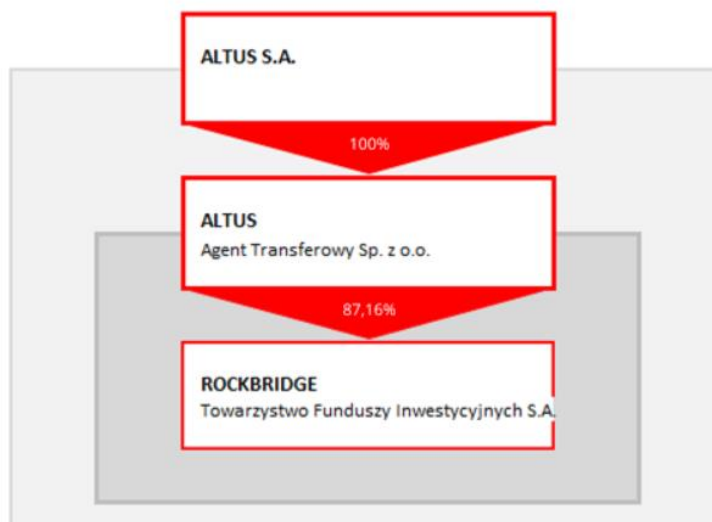 ALTUS S.A.
100%
ALTUS
Agent Transferowy Sp. z o.o.
87,16%
ROCKBRIDGE
Towarzystwo Funduszy Inwestycyjnych S.A.